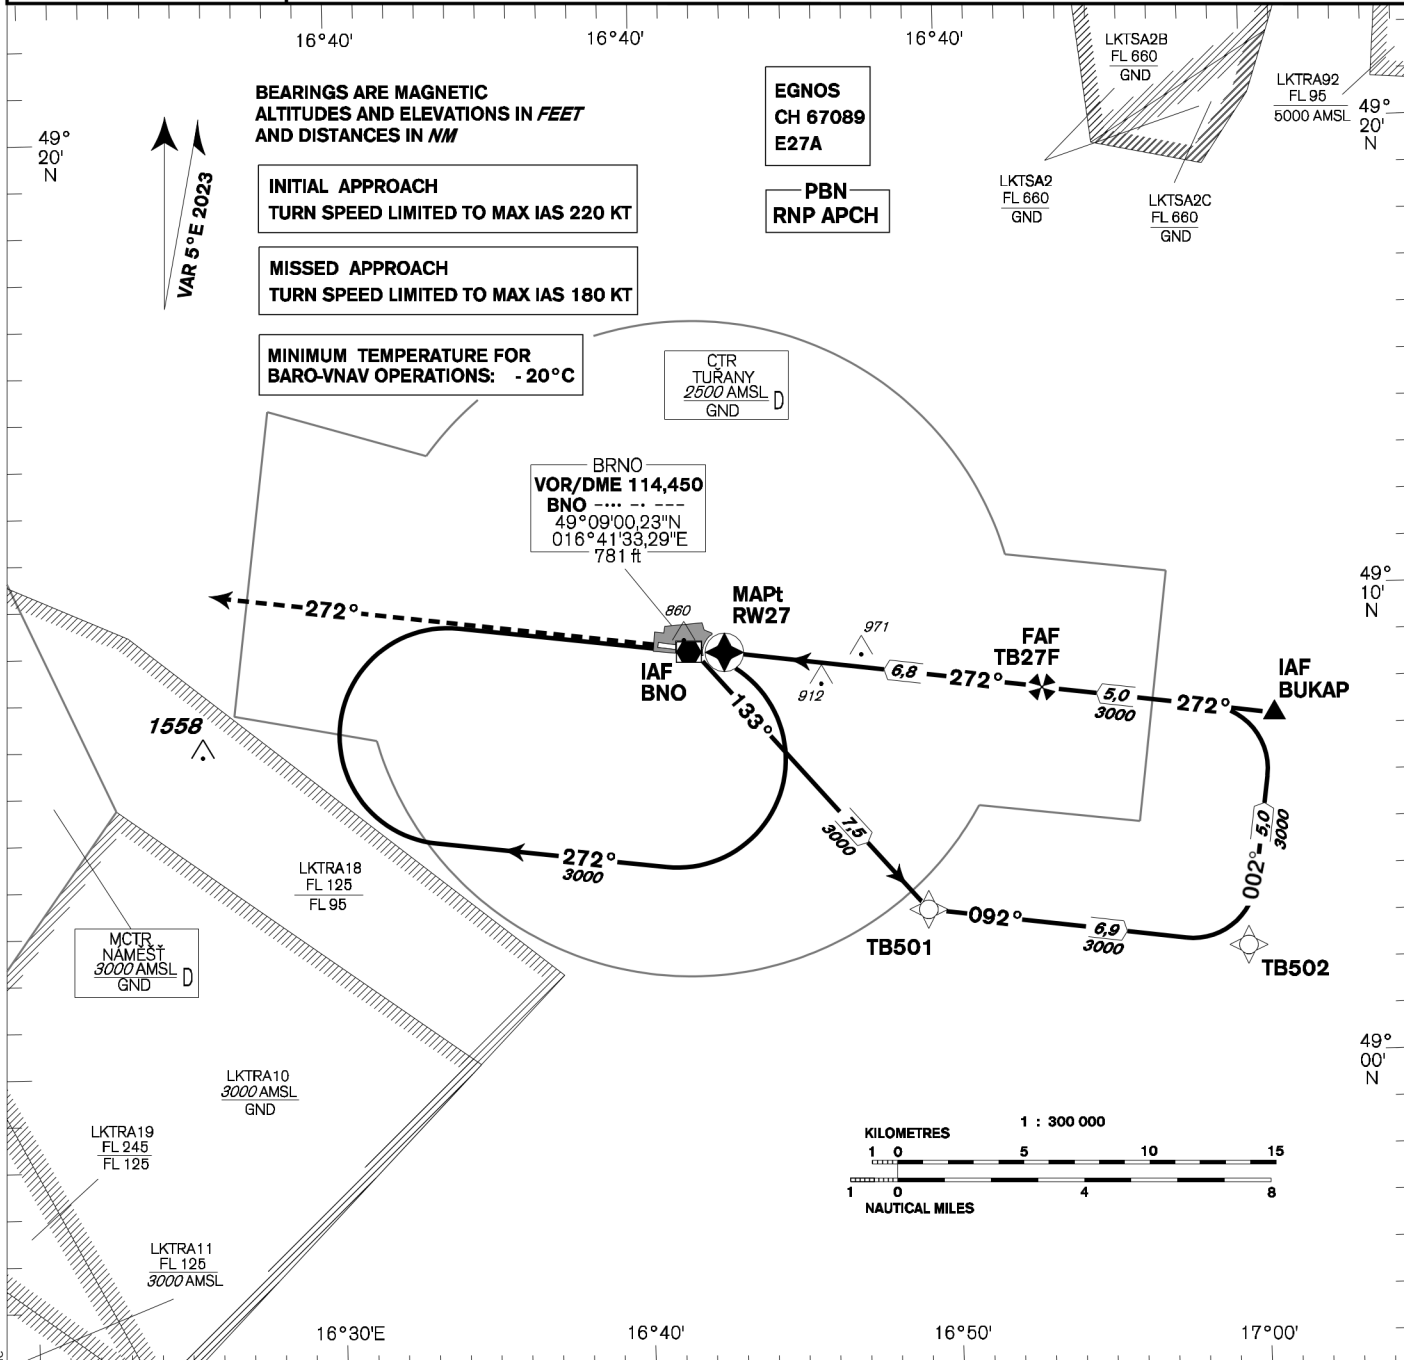 16°40'
16°40'
16°40'
BEARINGS ARE MAGNETIC
ALTITUDES AND ELEVATIONS IN FEET
AND DISTANCES IN NM
49°
20'
N
VAR 5°E 2023
INITIAL APPROACH
TURN SPEED LIMITED TO MAX IAS 220 KT
MISSED APPROACH
TURN SPEED LIMITED TO MAX IAS 180 KT
MINIMUM TEMPERATURE FOR
BARO-VNAV OPERATIONS: - 20°C
EGNOS
CH 67089
E27A
PBN
RNP APCH
LKTSA2B
FL 660
GND
LKTRA92
FL 95
5000 AMSL
49°
20'
N
LKTSA2
FL 660
GND
LKTSA2C
FL 660
GND
CTR
TUŘANY
2500 AMSL
GND
D
BRNO
VOR/DME 114,450
BNO -··· -· ---
49°09'00,23"N
016°41'33,29"E
781 ft
49°
10'
N
272°
860
MAPt
RW27
971
912
IAF
BNO
6,8
272°
FAF
TB27F
5,0
3000
272°
IAF
BUKAP
1558
133°
7,5
3000
5,0
3000
002°
272°
3000
TB501
092°
6,9
3000
TB502
LKTRA18
FL 125
FL 95
MCTR
NÁMĚŠŤ
3000 AMSL
GND
D
49°
00'
N
LKTRA10
3000 AMSL
GND
LKTRA19
FL 245
FL 125
LKTRA11
FL 125
3000 AMSL
1 : 300 000
KILOMETRES
1 0 5 10 15
1 0 4 8
NAUTICAL MILES
16°30'E
16°40'
16°50'
17°00'